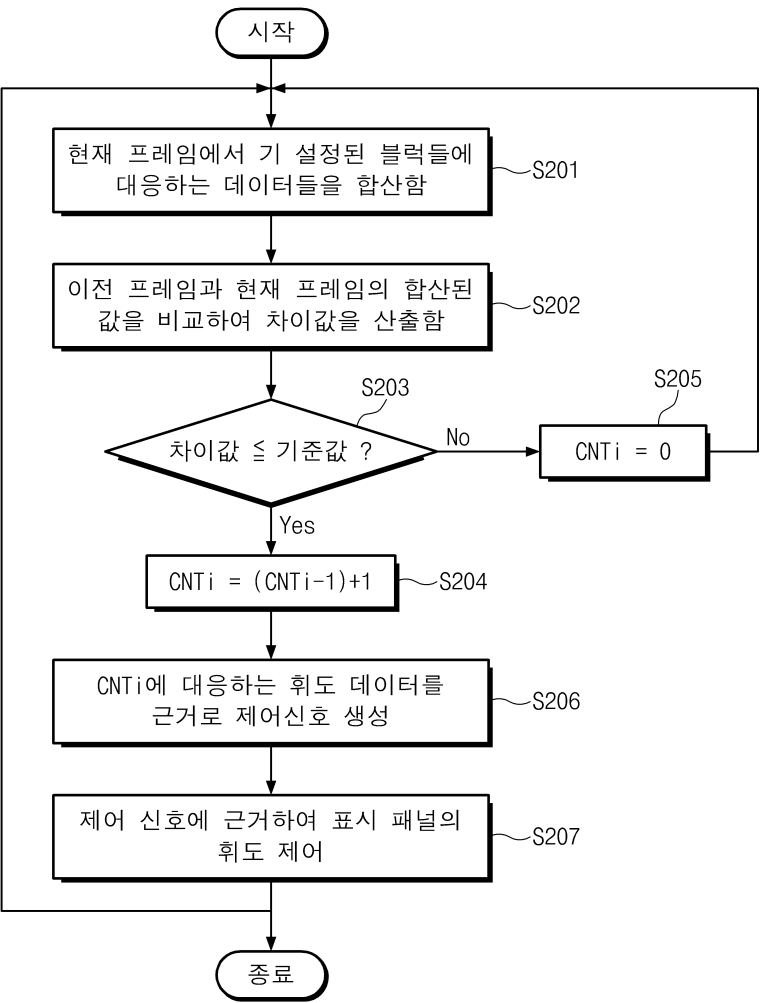 시작
현재 프레임에서 기 설정된 블럭들에
대응하는 데이터들을 합산함
S201
이전 프레임과 현재 프레임의 합산된
값을 비교하여 차이값을 산출함
S202
S203
차이값 ≦ 기준값 ?
No
S205
CNTi = 0
Yes
CNTi = (CNTi-1)+1
S204
CNTi에 대응하는 휘도 데이터를
근거로 제어신호 생성
S206
제어 신호에 근거하여 표시 패널의
휘도 제어
S207
종료